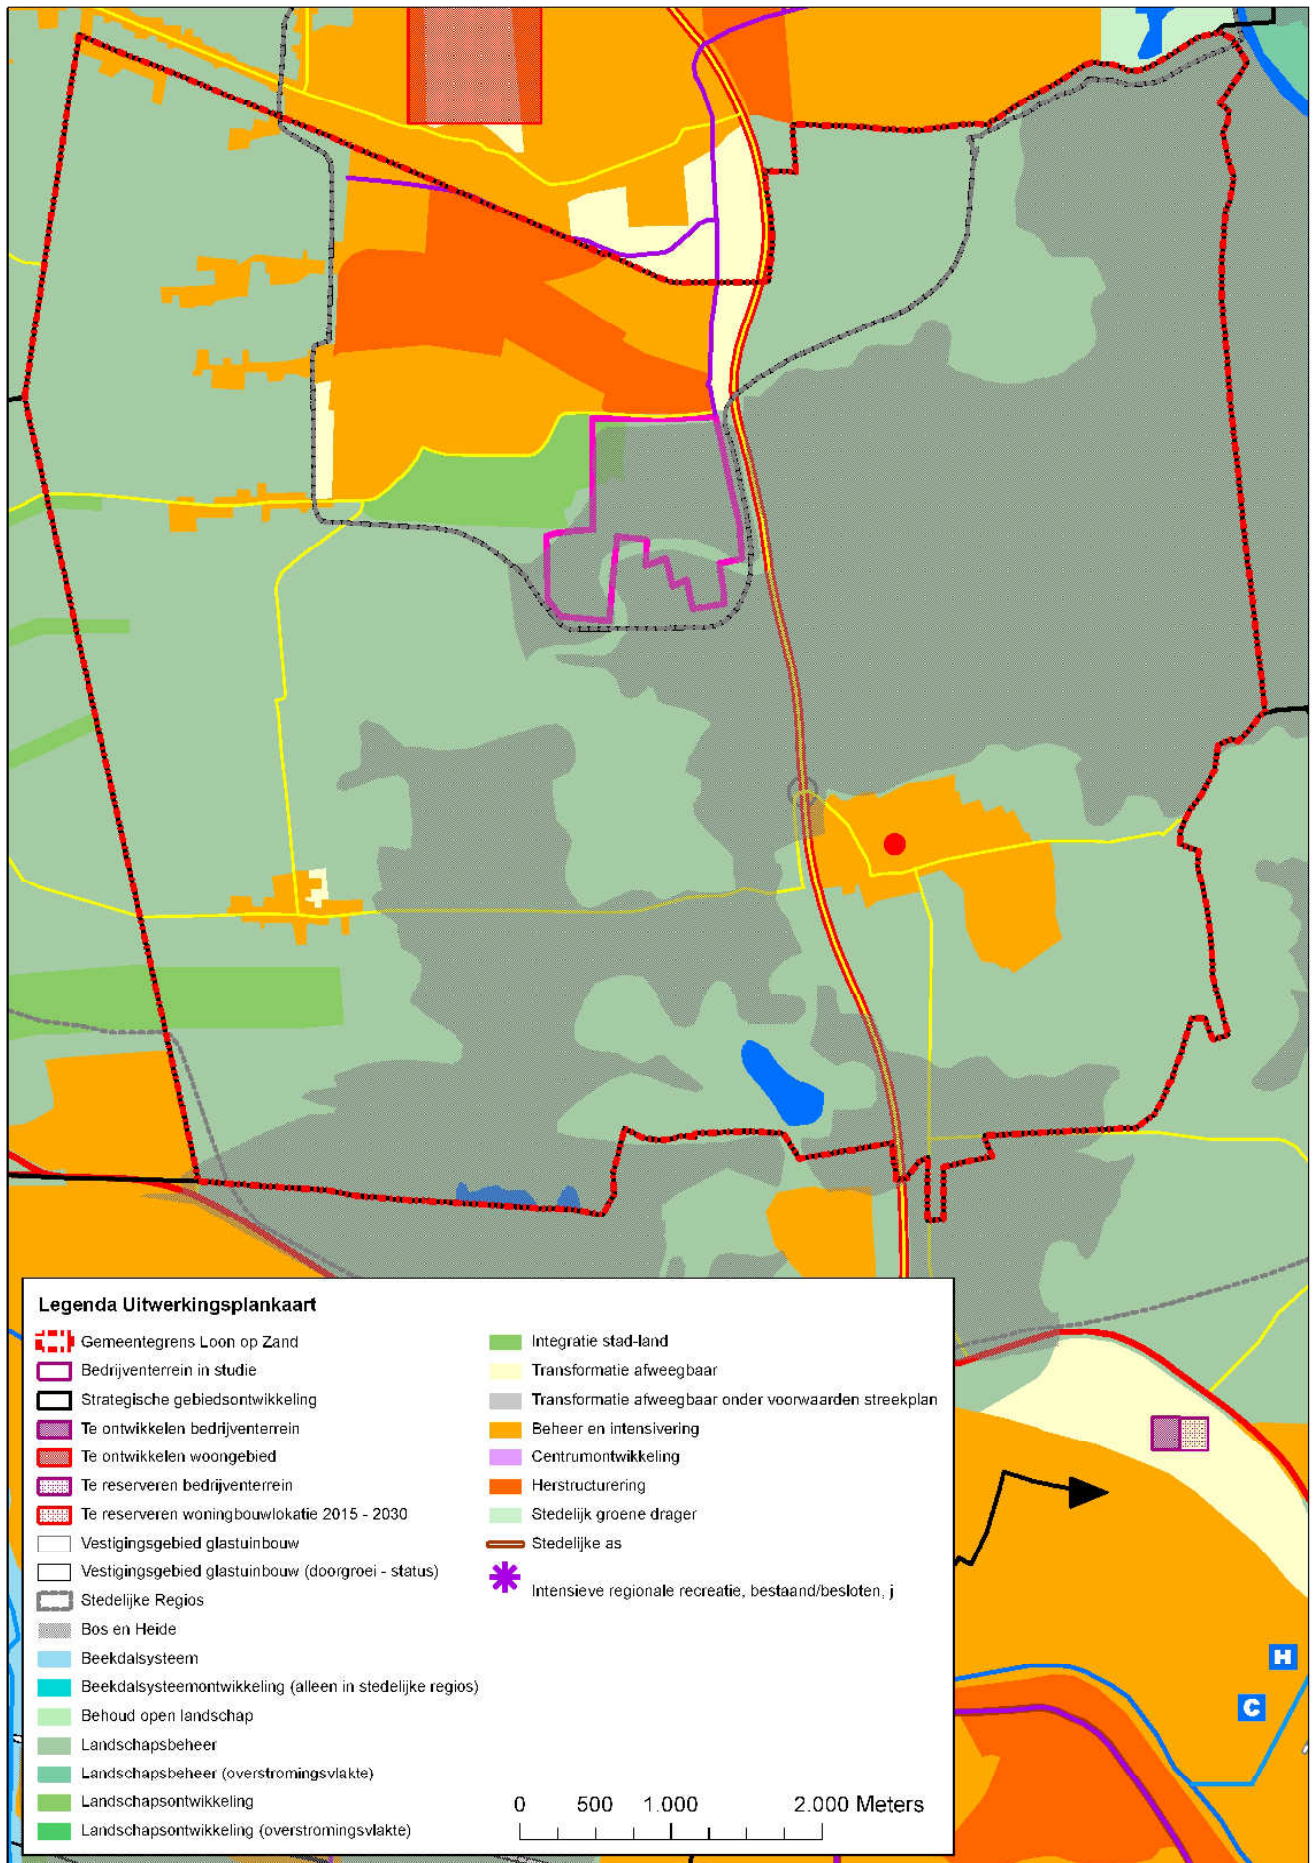 Legenda Uitwerkingsplankaart
Gemeentegrens Loon op Zand
Bedrijventerrein in studie
Strategische gebiedsontwikkeling
Te ontwikkelen bedrijventerrein
Te ontwikkelen woongebied
Te reserveren bedrijventerrein
Te reserveren woningbouwlokatie 2015 - 2030
Vestigingsgebied glastuinbouw
Vestigingsgebied glastuinbouw (doorgroei - status)
Stedelijke Regios
Bos en Heide
Beekdalsysteem
Beekdalsysteemontwikkeling (alleen in stedelijke regios)
Behoud open landschap
Landschapsbeheer
Landschapsbeheer (overstromingsvlakte)
Landschapsontwikkeling
Landschapsontwikkeling (overstromingsvlakte)
Integratie stad-land
Transformatie afweegbaar
Transformatie afweegbaar onder voorwaarden streekplan
Beheer en intensivering
Centrumontwikkeling
Herstructurering
Stedelijk groene drager
Stedelijke as
Intensieve regionale recreatie, bestaand/besloten, j
0 500 1.000 2.000 Meters
H
C